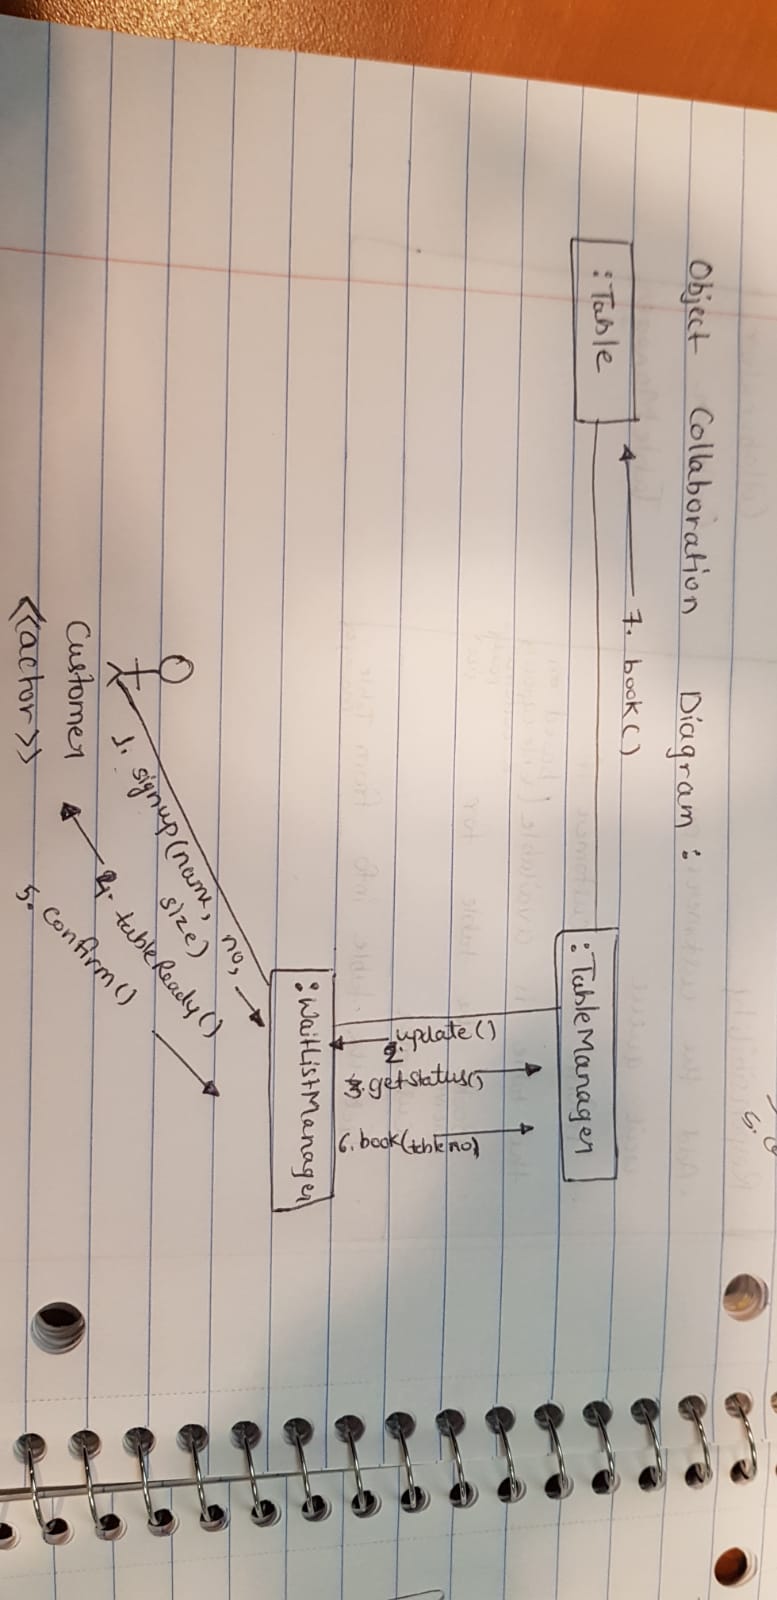 Object Collaboration Diagram:
7. book()
:Table
:TableManager
2. update()
3. getStatus()
6. book(tbleno)
:WaitListManager
1. signup(name, no,
size)
4. tableReady()
5. confirm()
Customer
<<actor>>